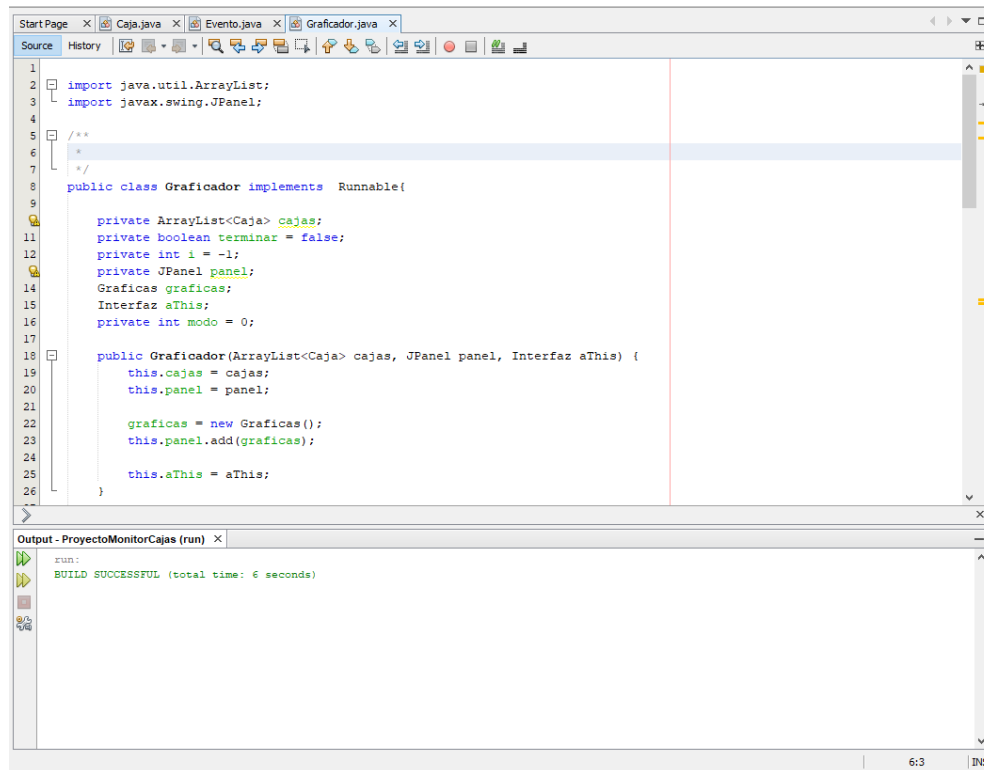 Start Page Caja.java Evento.java Graficador.java
Source History
1
2 import java.util.ArrayList;
3 import javax.swing.JPanel;
4
5 /**
6 *
7 */
8 public class Graficador implements  Runnable{
9
private ArrayList<Caja> cajas;
11 private boolean terminar = false;
12 private int i = -1;
private JPanel panel;
14 Graficas graficas;
15 Interfaz aThis;
16 private int modo = 0;
17
18 public Graficador(ArrayList<Caja> cajas, JPanel panel, Interfaz aThis) {
19 this.cajas = cajas;
20 this.panel = panel;
21
22 graficas = new Graficas();
23 this.panel.add(graficas);
24
25 this.aThis = aThis;
26 }
Output - ProyectoMonitorCajas (run)
run:
BUILD SUCCESSFUL (total time: 6 seconds)
6:3 INS